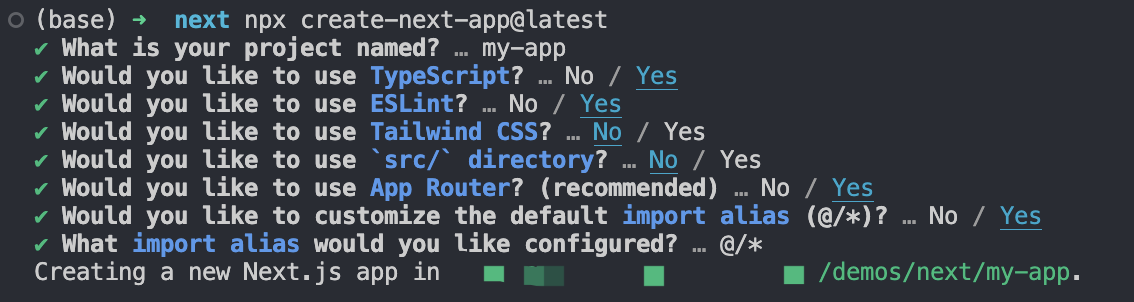 (base) ➜ next npx create-next-app@latest
✔ What is your project named? … my-app
✔ Would you like to use TypeScript? … No / Yes
✔ Would you like to use ESLint? … No / Yes
✔ Would you like to use Tailwind CSS? … No / Yes
✔ Would you like to use `src/` directory? … No / Yes
✔ Would you like to use App Router? (recommended) … No / Yes
✔ Would you like to customize the default import alias (@/*)? … No / Yes
✔ What import alias would you like configured? … @/*
Creating a new Next.js app in /demos/next/my-app.